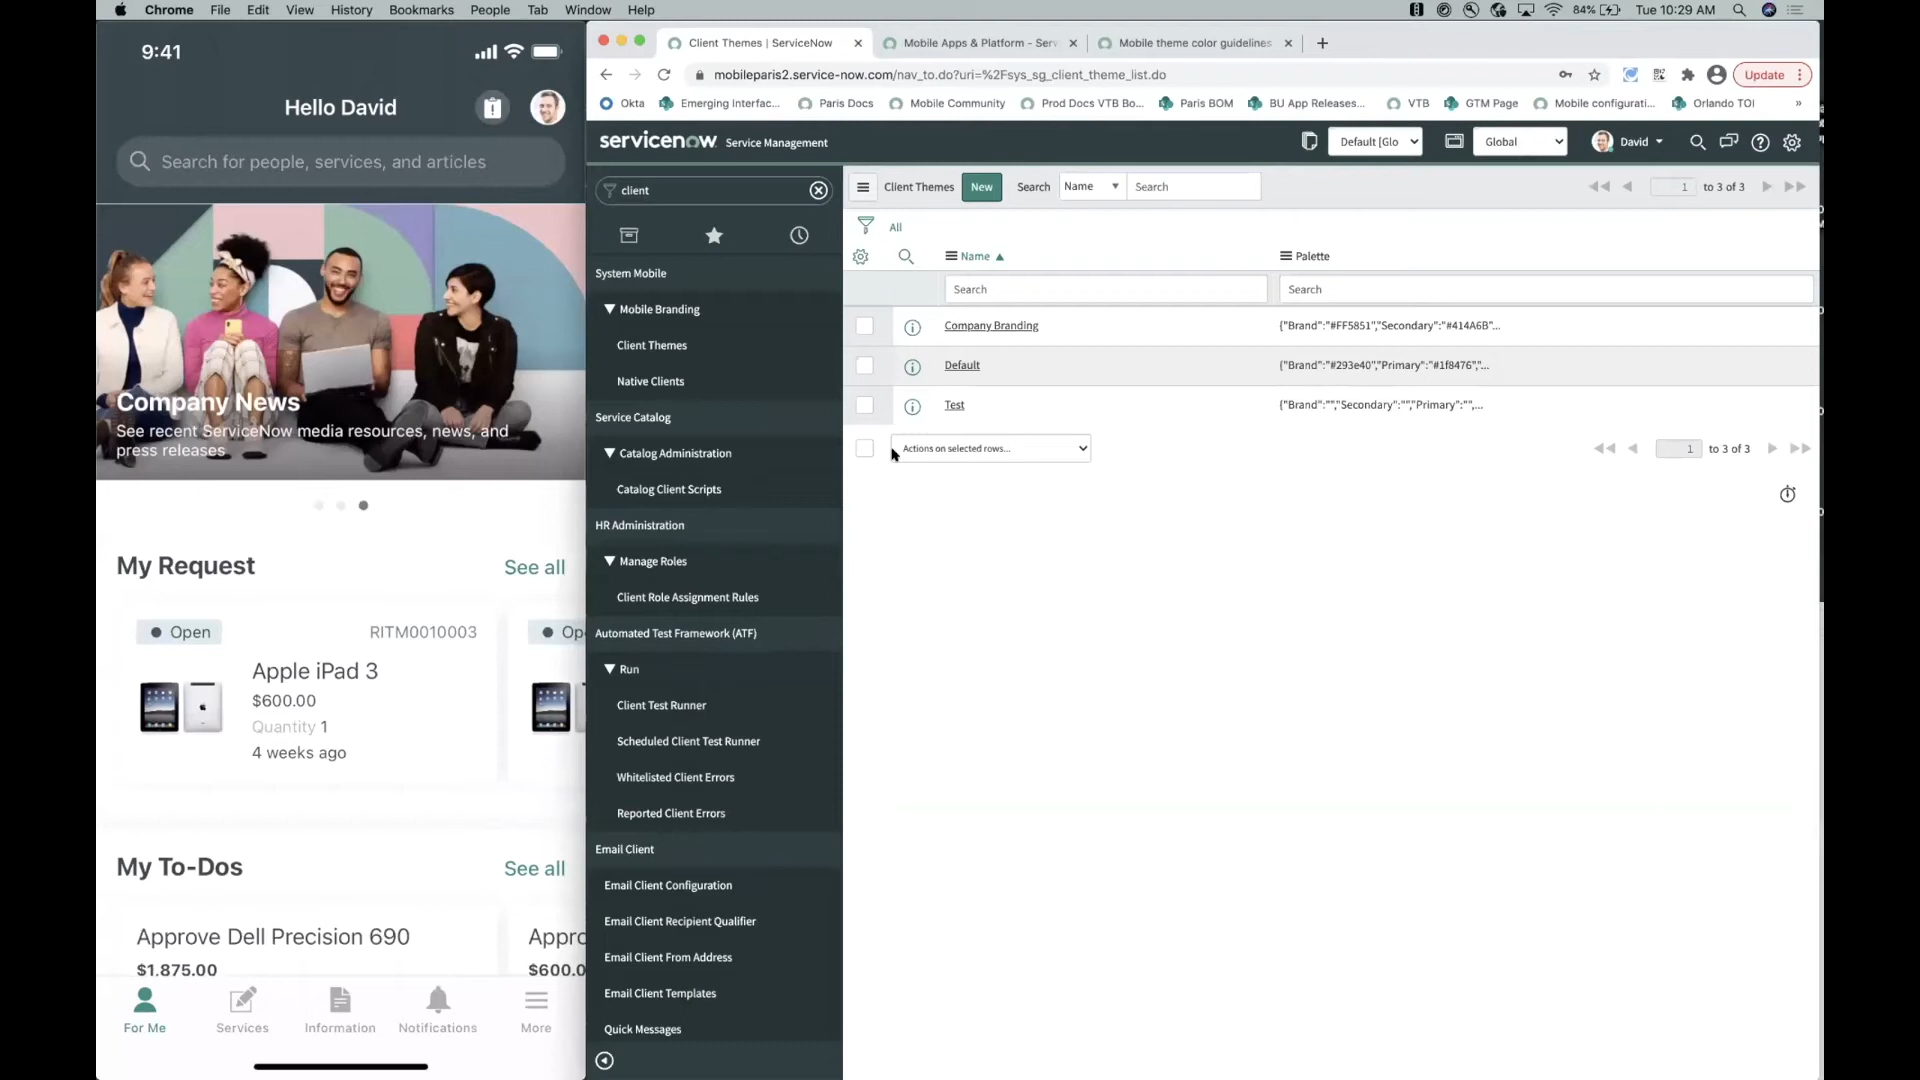 Chrome File Edit View History Bookmarks People Tab Window Help
84% Tue 10:29 AM
9:41
Hello David
Search for people, services, and articles
Company News
See recent ServiceNow media resources, news, and
press releases
My Request See all
Open RITM0010003
Apple iPad 3
$600.00
Quantity 1
4 weeks ago
Op
My To-Dos See all
Approve Dell Precision 690
$1,875.00
Appro
$600.0
For Me Services Information Notifications More
Client Themes | ServiceNow
Mobile Apps & Platform - Serv
Mobile theme color guidelines
mobileparis2.service-now.com/nav_to.do?uri=%2Fsys_sg_client_theme_list.do
Update
Okta Emerging Interfac... Paris Docs Mobile Community Prod Docs VTB Bo... Paris BOM BU App Releases... VTB GTM Page Mobile configurati... Orlando TOI »
servicenow Service Management
Default [Glo Global David
client
System Mobile
Mobile Branding
Client Themes
Native Clients
Service Catalog
Catalog Administration
Catalog Client Scripts
HR Administration
Manage Roles
Client Role Assignment Rules
Automated Test Framework (ATF)
Run
Client Test Runner
Scheduled Client Test Runner
Whitelisted Client Errors
Reported Client Errors
Email Client
Email Client Configuration
Email Client Recipient Qualifier
Email Client From Address
Email Client Templates
Quick Messages
Client Themes New Search Name Search 1 to 3 of 3
All
Name Palette
Search Search
Company Branding {"Brand":"#FF5851","Secondary":"#414A6B"...
Default {"Brand":"#293e40","Primary":"#1f8476","...
Test {"Brand":"","Secondary":"","Primary":"",...
Actions on selected rows... 1 to 3 of 3